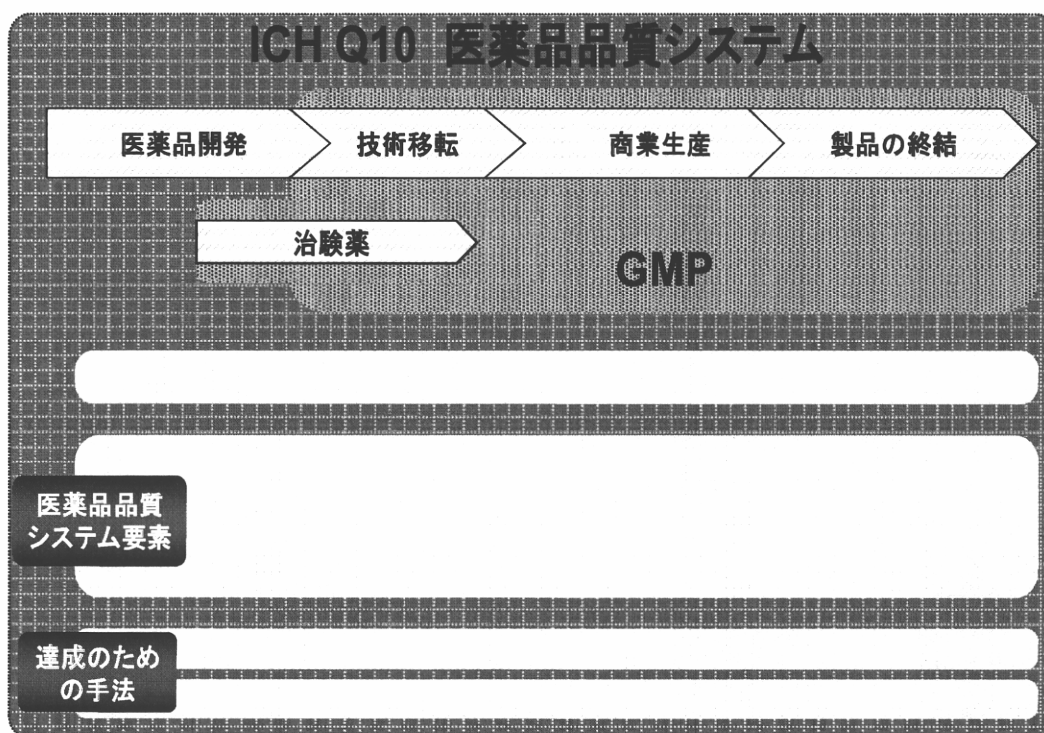 ICH Q10 医薬品品質システム
医薬品開発
技術移転
商業生産
製品の終結
治験薬
GMP
医薬品品質
システム要素
達成のため
の手法